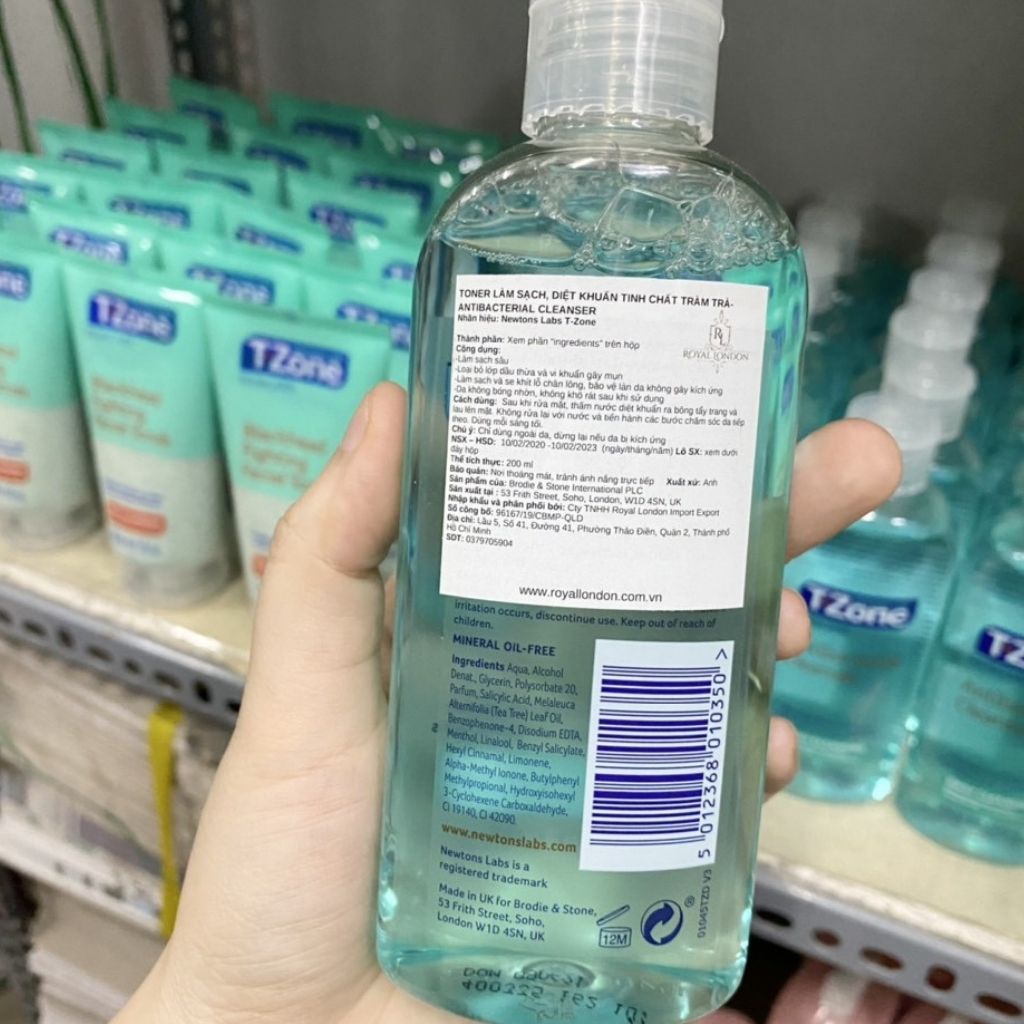 TONER LÀM SẠCH, DIỆT KHUẨN TINH CHẤT TRÀM TRÀ-
ANTIBACTERIAL CLEANSER
Nhãn hiệu: Newtons Labs T-Zone
RL
ROYAL LONDON
Thành phần: Xem phần "ingredients" trên hộp
Công dụng:
-Làm sạch sâu
-Loại bỏ lớp dầu thừa và vi khuẩn gây mụn
-Làm sạch và se khít lỗ chân lông, bảo vệ làn da không gây kích ứng
-Da không bóng nhờn, không khô rát sau khi sử dụng
Cách dùng: Sau khi rửa mặt, thấm nước diệt khuẩn ra bông tẩy trang và
lau lên mặt. Không rửa lại với nước và tiến hành các bước chăm sóc da tiếp
theo. Dùng mỗi sáng tối.
Chú ý: Chỉ dùng ngoài da, dừng lại nếu da bị kích ứng
NSX – HSD: 10/02/2020 -10/02/2023 (ngày/tháng/năm) Lô SX: xem dưới
đáy hộp
Thể tích thực: 200 ml
Bảo quản: Nơi thoáng mát, tránh ánh nắng trực tiếp Xuất xứ: Anh
Sản phẩm của: Brodie & Stone International PLC
Sản xuất tại : 53 Frith Street, Soho, London, W1D 4SN, UK
Nhập khẩu và phân phối bởi: Cty TNHH Royal London Import Export
Số công bố: 96167/19/CBMP-QLD
Địa chỉ: Lầu 5, Số 41, Đường 41, Phường Thảo Điền, Quận 2, Thành phố
Hồ Chí Minh
SDT: 0379705904
www.royallondon.com.vn
irritation occurs, discontinue use. Keep out of reach of
children.
MINERAL OIL-FREE
Ingredients Aqua, Alcohol
Denat., Glycerin, Polysorbate 20,
Parfum, Salicylic Acid, Melaleuca
Alternifolia (Tea Tree) Leaf Oil,
Benzophenone-4, Disodium EDTA,
Menthol, Linalool, Benzyl Salicylate,
Hexyl Cinnamal, Limonene,
Alpha-Methyl Ionone, Butylphenyl
Methylpropional, Hydroxyisohexyl
3-Cyclohexene Carboxaldehyde,
CI 19140, CI 42090.
www.newtonslabs.com
Newtons Labs is a
registered trademark
Made in UK for Brodie & Stone,
53 Frith Street, Soho,
London W1D 4SN, UK
12M
®
5 012368 010350 >
01045TZD V3
TZone
TZone
TZone